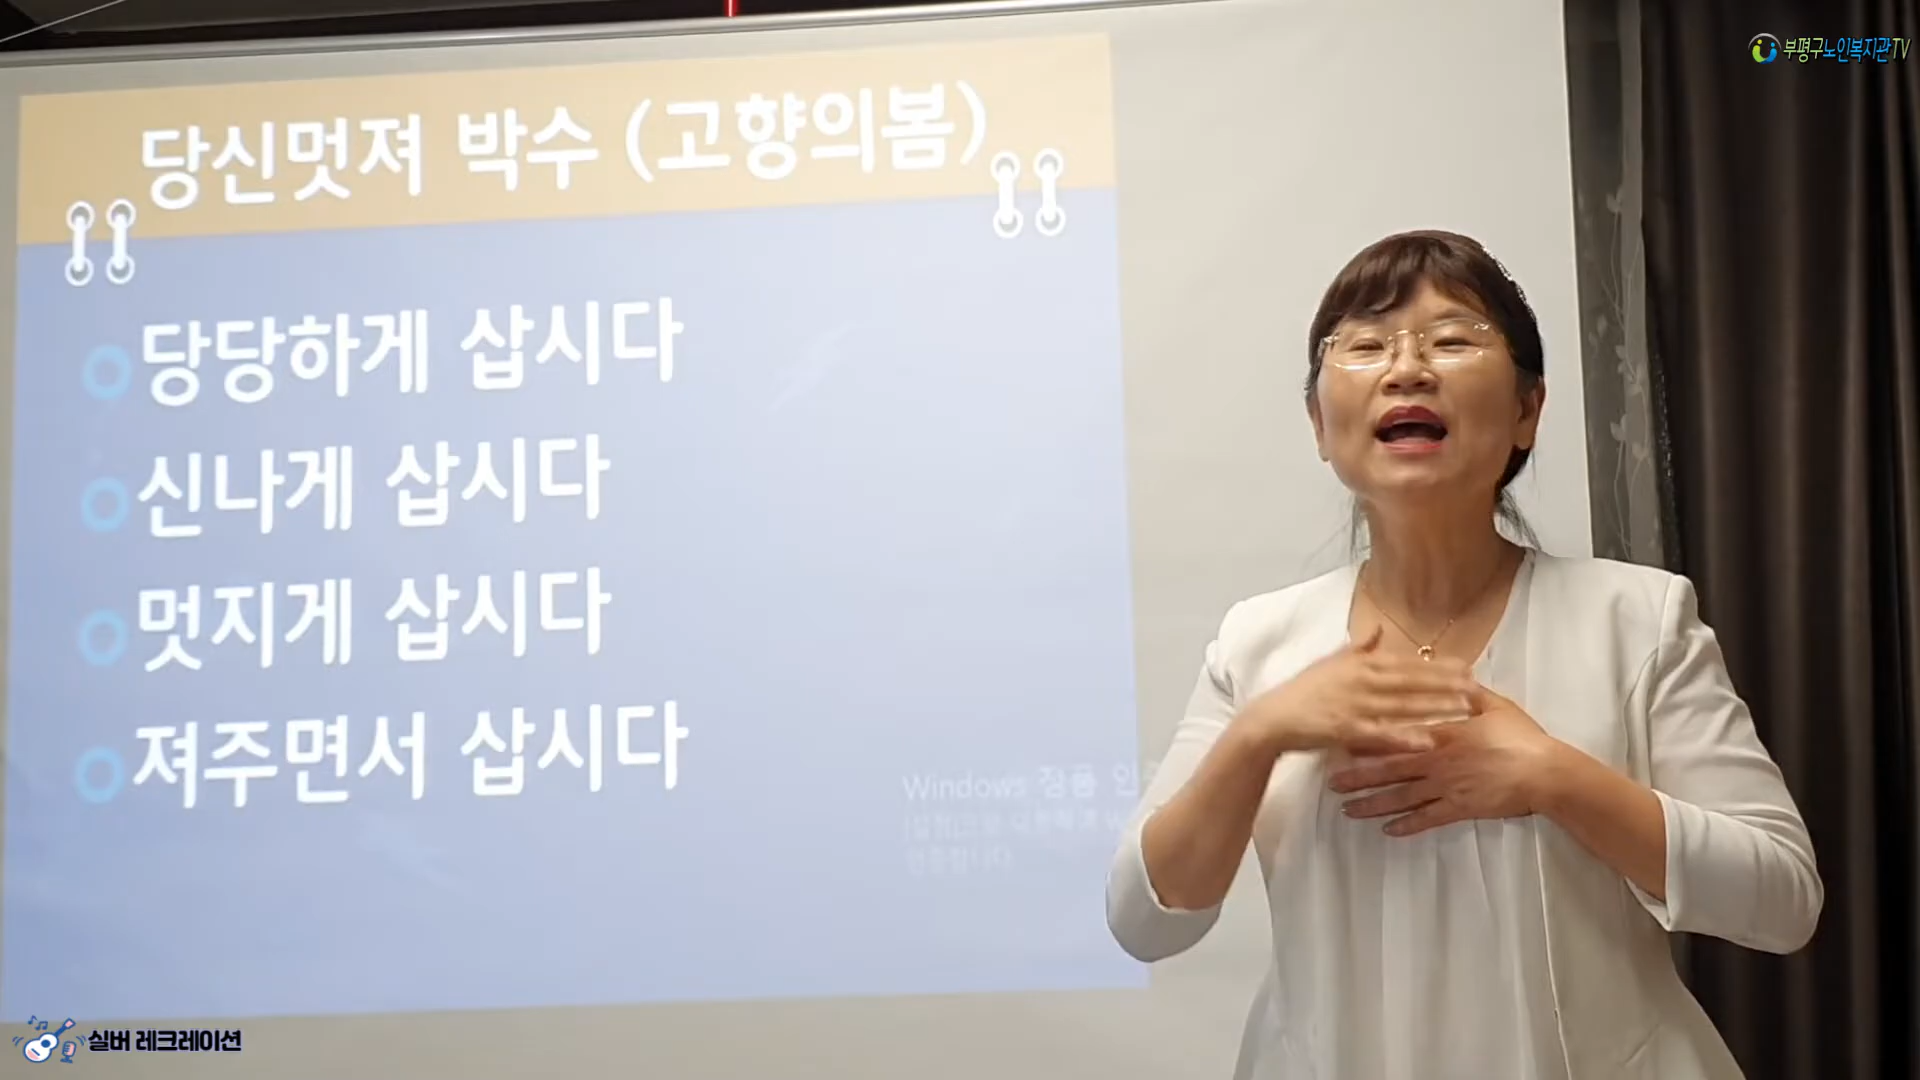 부평구노인복지관TV
당신멋져 박수 (고향의봄)
당당하게 삽시다
신나게 삽시다
멋지게 삽시다
져주면서 삽시다
Windows 정품
실버 레크레이션